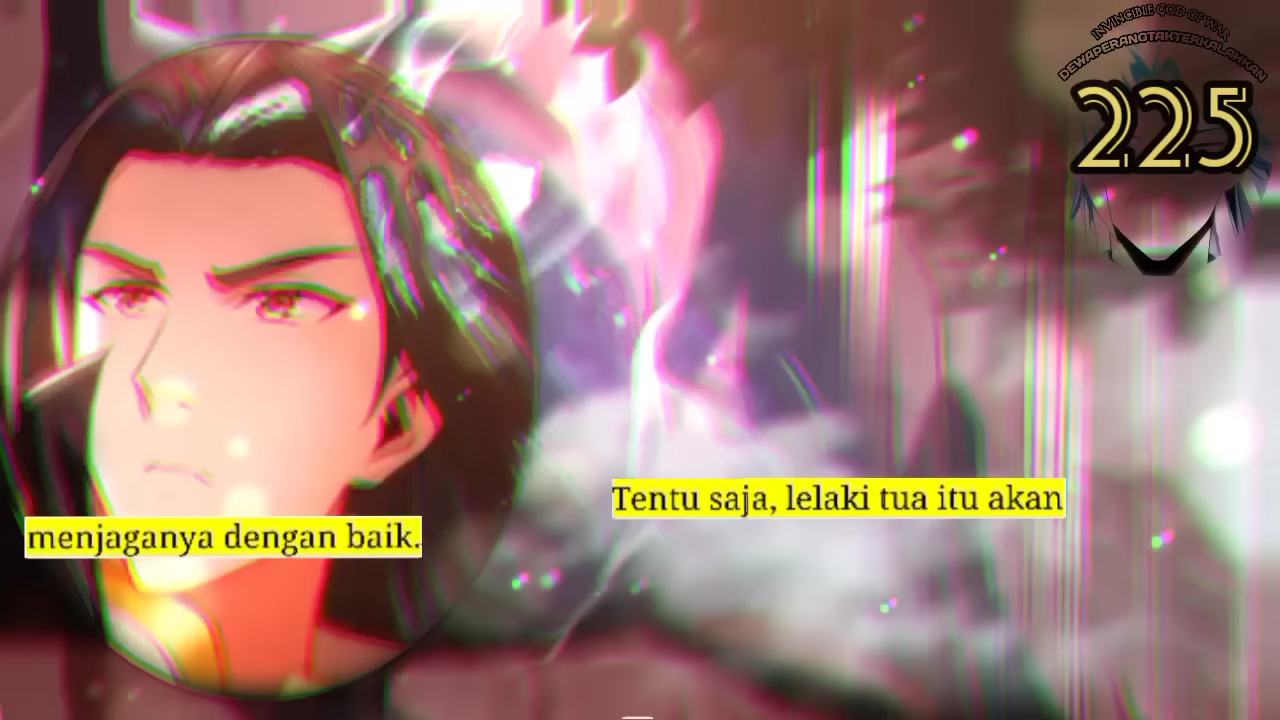 INVINCIBLE GOD OF WAR
DEWAPERANGTAKTERKALAHKAN
225
Tentu saja, lelaki tua itu akan
menjaganya dengan baik.